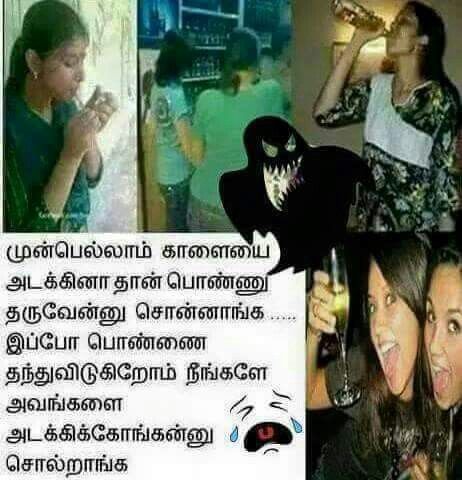 முன்பெல்லாம் காளையை
அடக்கினா தான் பொண்ணு
தருவேன்னு சொன்னாங்க .....
இப்போ பொண்ணை
தந்துவிடுகிறோம் நீங்களே
அவங்களை
அடக்கிக்கோங்கன்னு
சொல்றாங்க